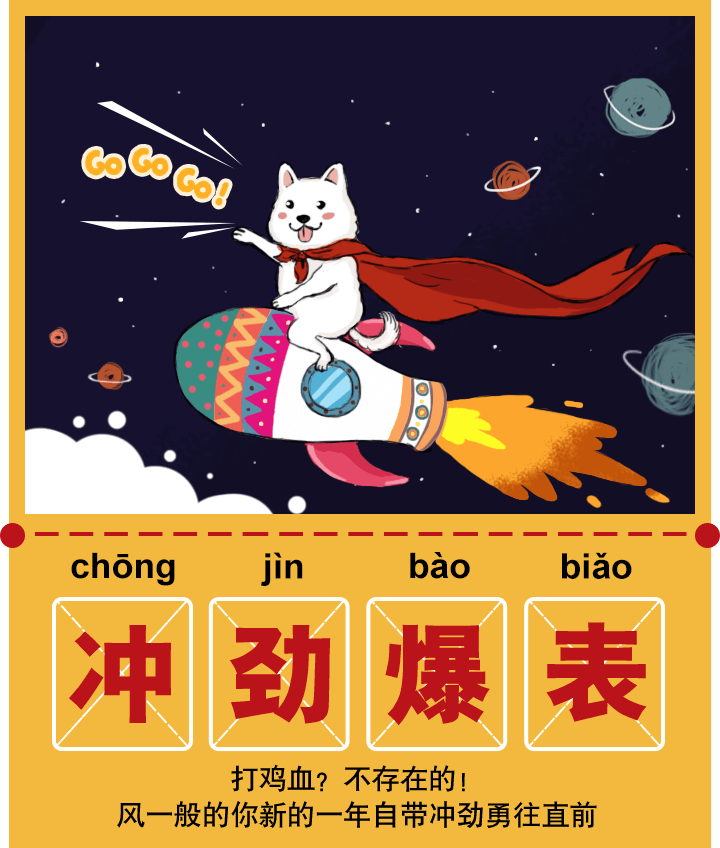 Go Go Go!
chōng jìn bào biǎo
冲劲爆表
打鸡血？不存在的！
风一般的你新的一年自带冲劲勇往直前